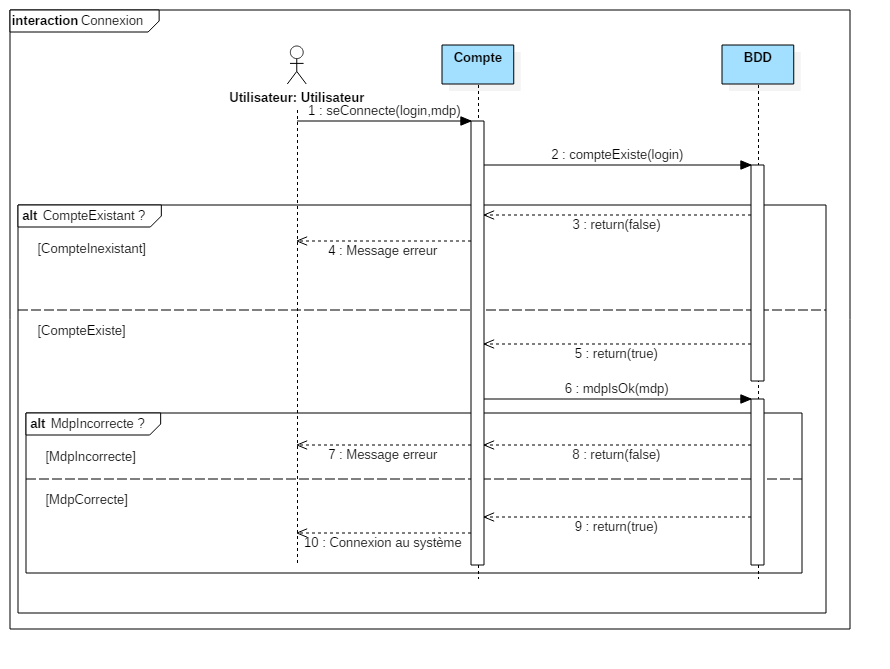 interaction Connexion
Compte
BDD
Utilisateur: Utilisateur
1 : seConnecte(login,mdp)
2 : compteExiste(login)
alt CompteExistant ?
3 : return(false)
[CompteInexistant]
4 : Message erreur
[CompteExiste]
5 : return(true)
6 : mdpIsOk(mdp)
alt MdpIncorrecte ?
[MdpIncorrecte]
7 : Message erreur
8 : return(false)
[MdpCorrecte]
9 : return(true)
10 : Connexion au système